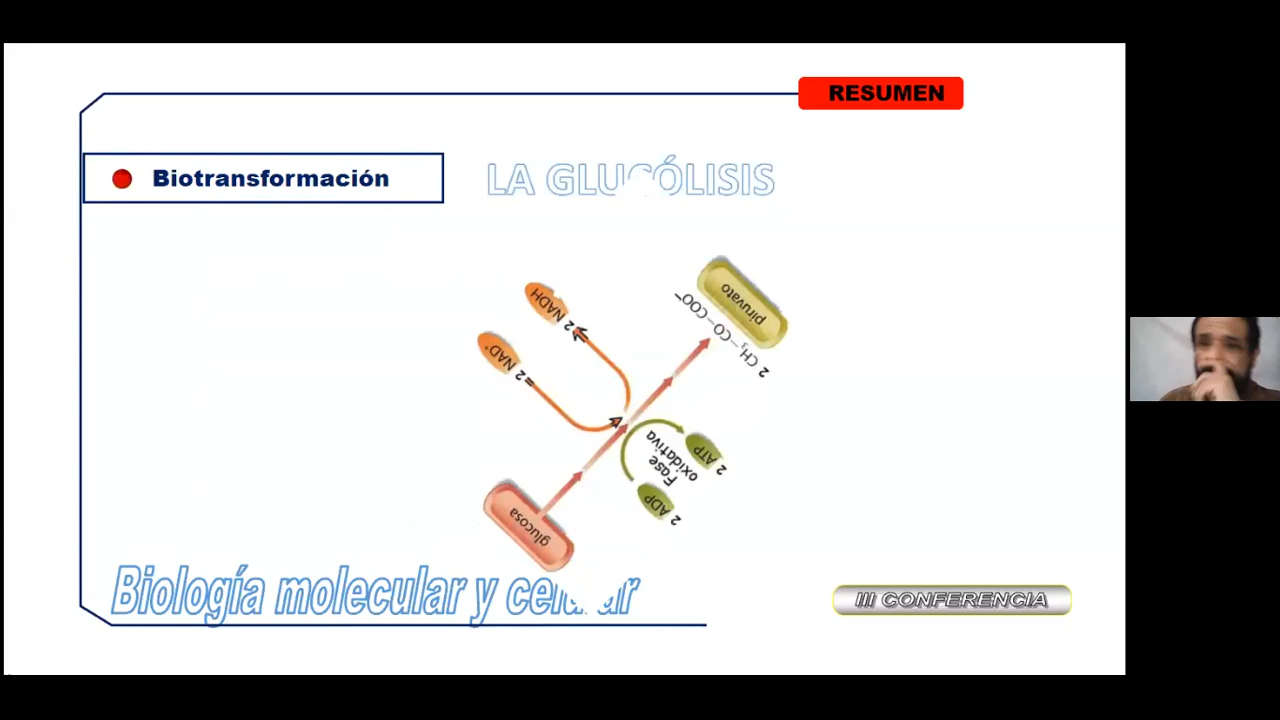 RESUMEN
Biotransformación
LA GLUCÓLISIS
piruvato
2 CH₃–CO–COO⁻
2 NADH
2 NAD⁺
Fase
oxidativa
2 ATP
2 ADP
glucosa
Biología molecular y celular
III CONFERENCIA